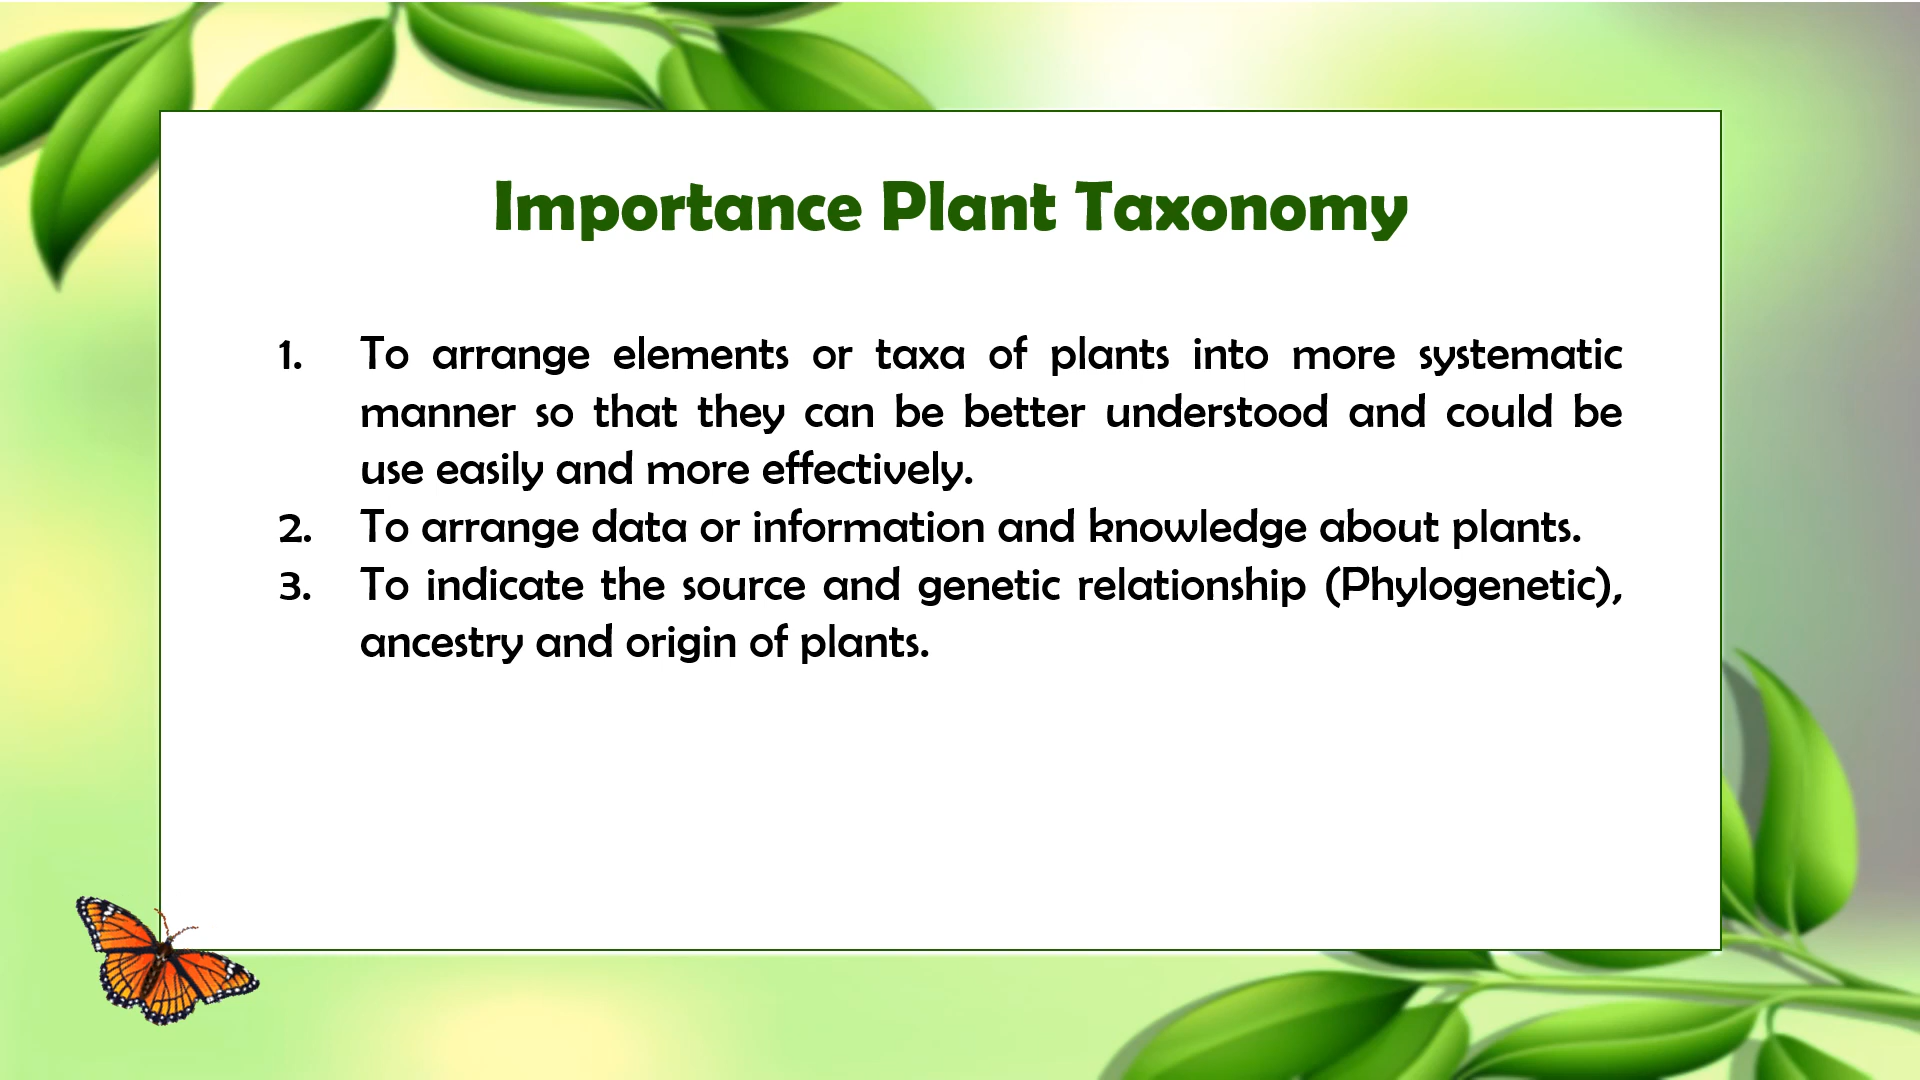 Importance Plant Taxonomy
1. To arrange elements or taxa of plants into more systematic
manner so that they can be better understood and could be
use easily and more effectively.
2. To arrange data or information and knowledge about plants.
3. To indicate the source and genetic relationship (Phylogenetic),
ancestry and origin of plants.